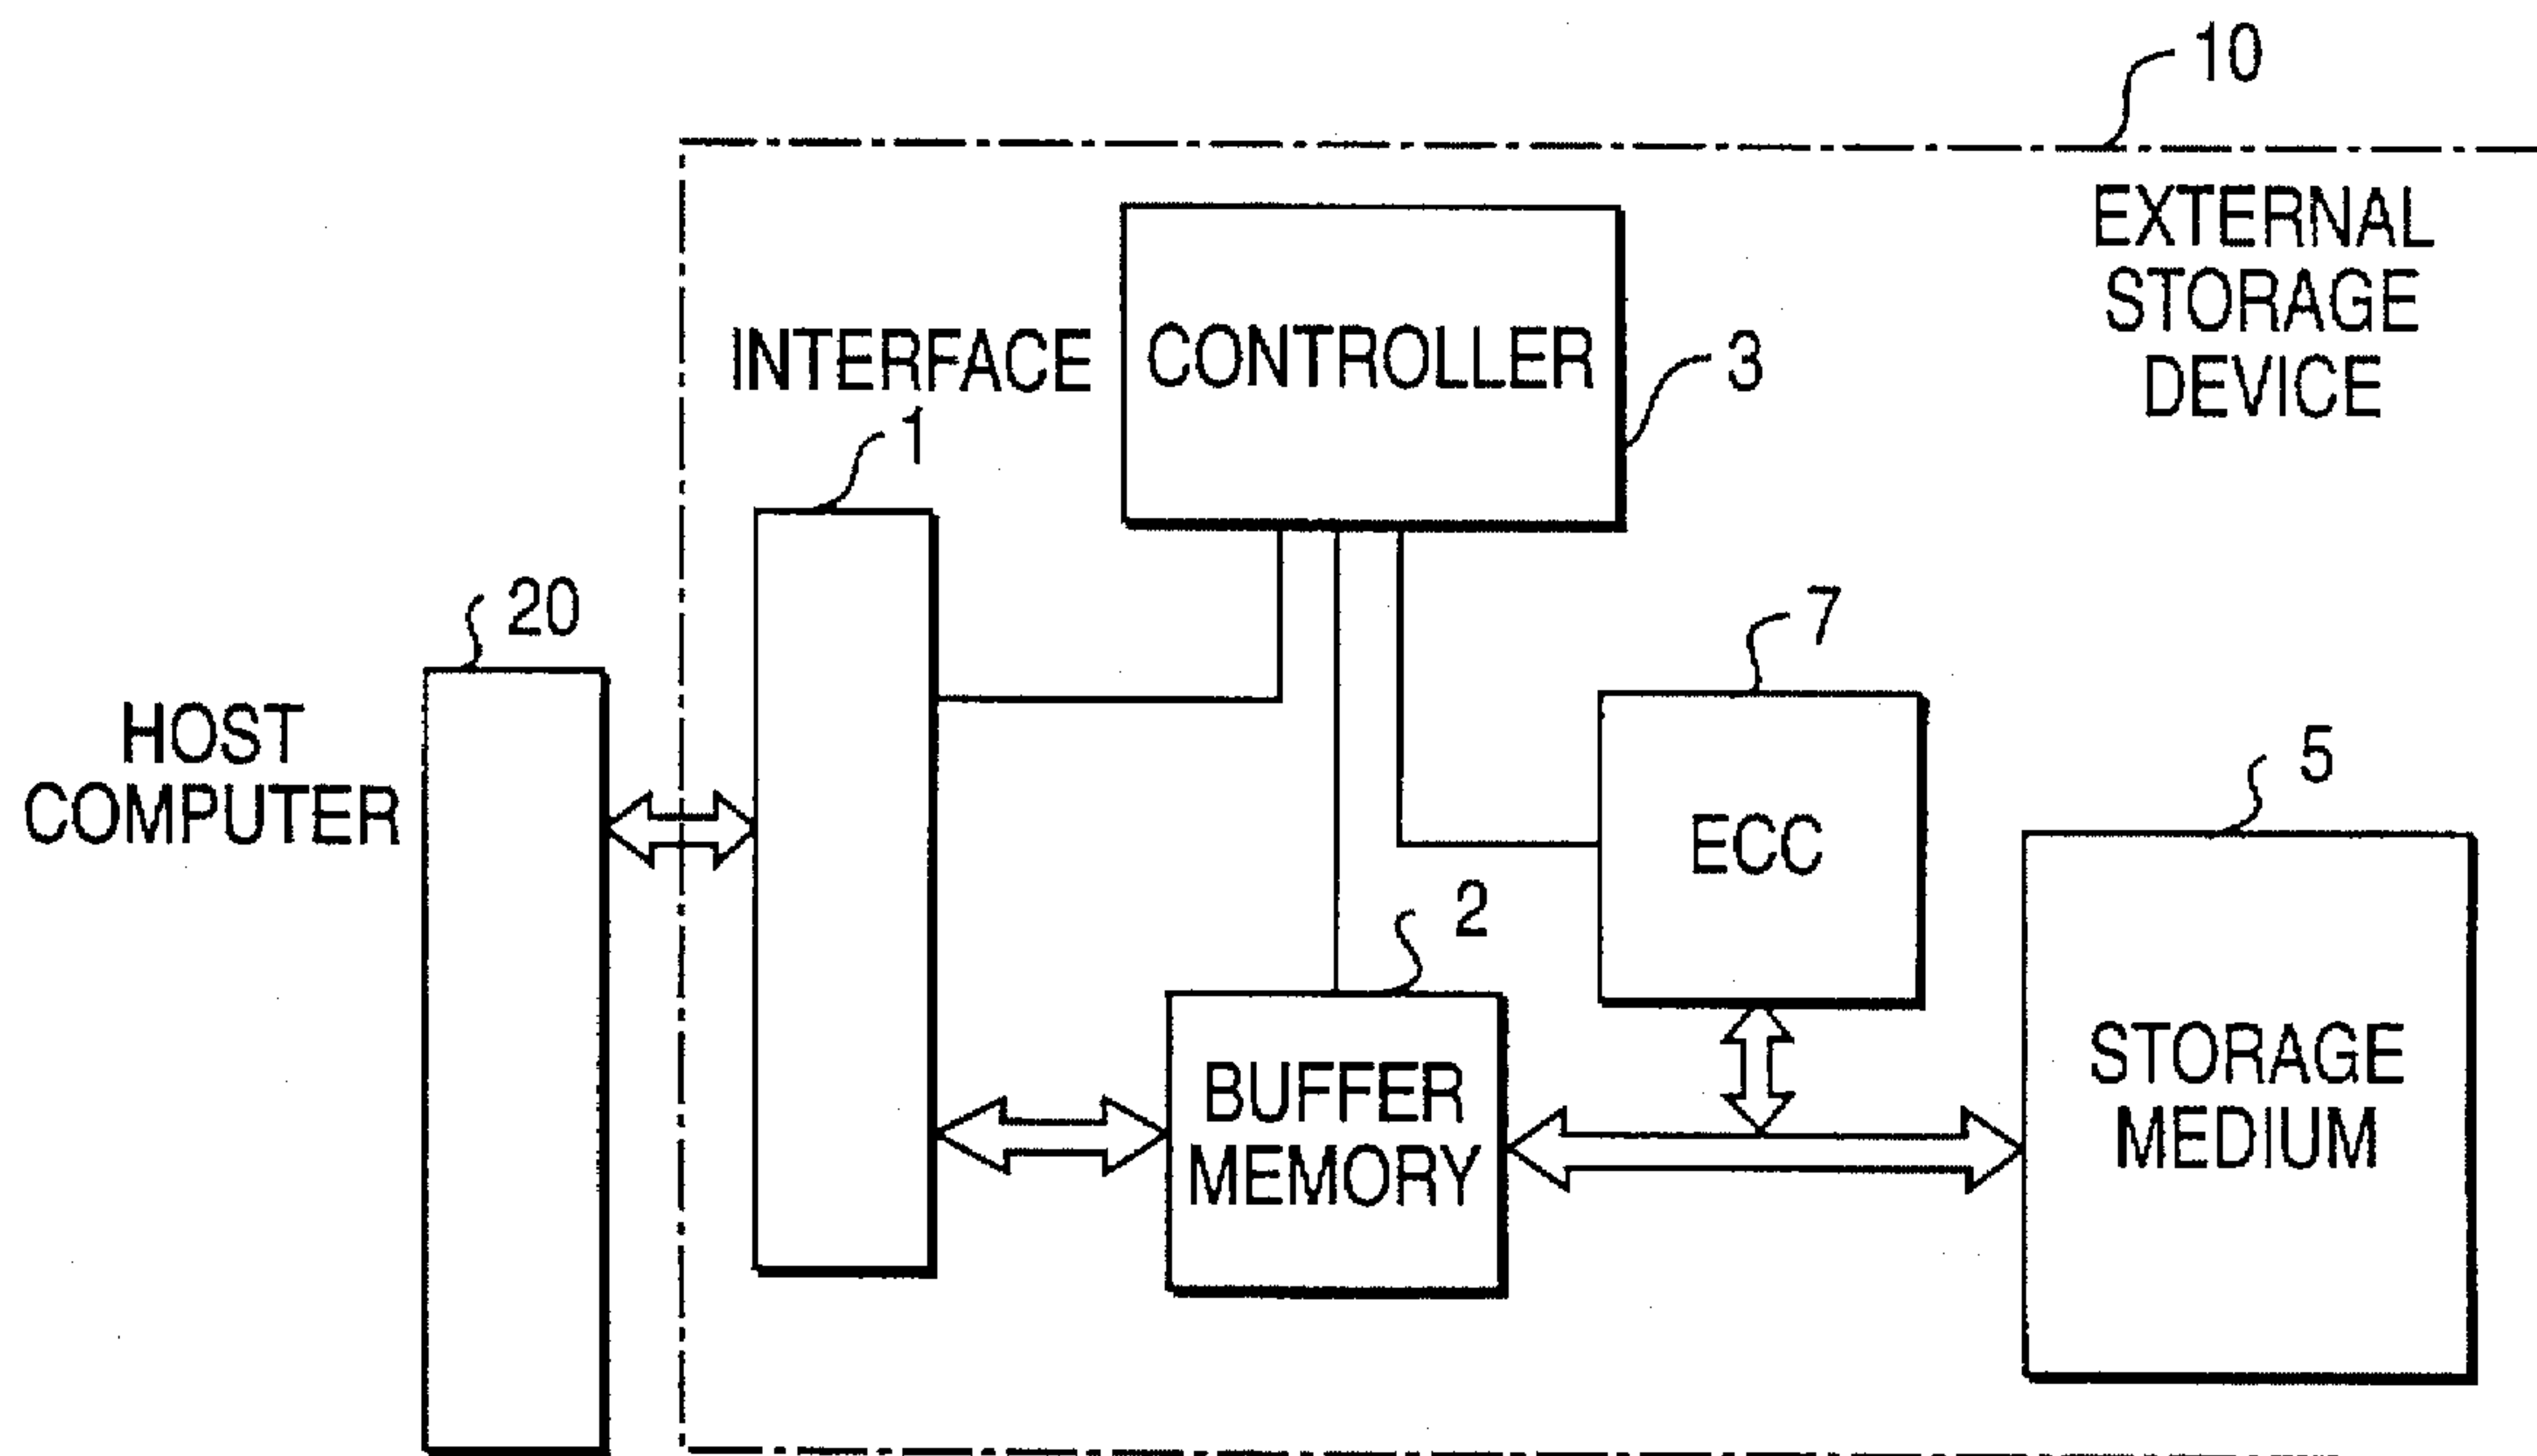 10
EXTERNAL
STORAGE
DEVICE
INTERFACE
1
CONTROLLER
3
20
HOST
COMPUTER
7
ECC
5
STORAGE
MEDIUM
2
BUFFER
MEMORY